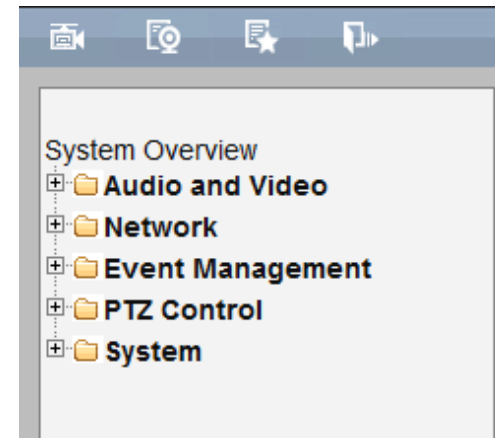 System Overview
Audio and Video
Network
Event Management
PTZ Control
System